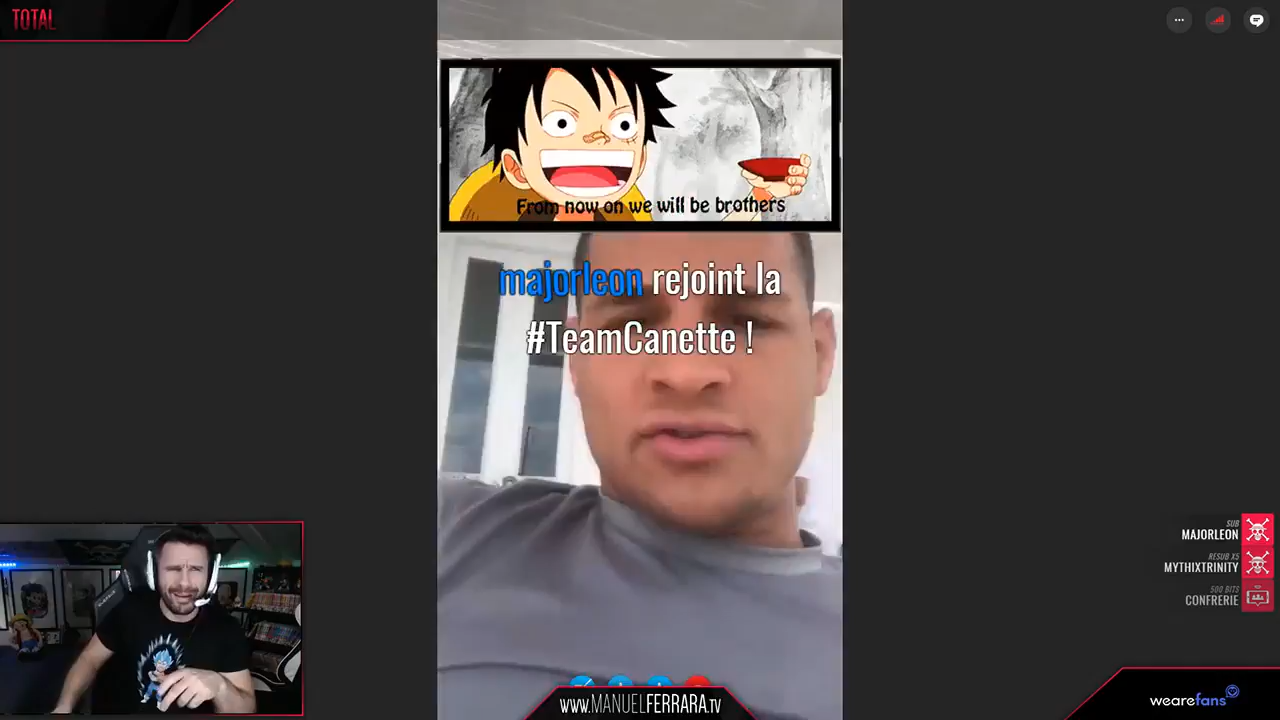 TOTAL
From now on we will be brothers
majorleon rejoint la
#TeamCanette !
SUB
MAJORLEON
RESUB X5
MYTHIXTRINITY
500 BITS
CONFRERIE
www.MANUELFERRARA.TV
wearefans